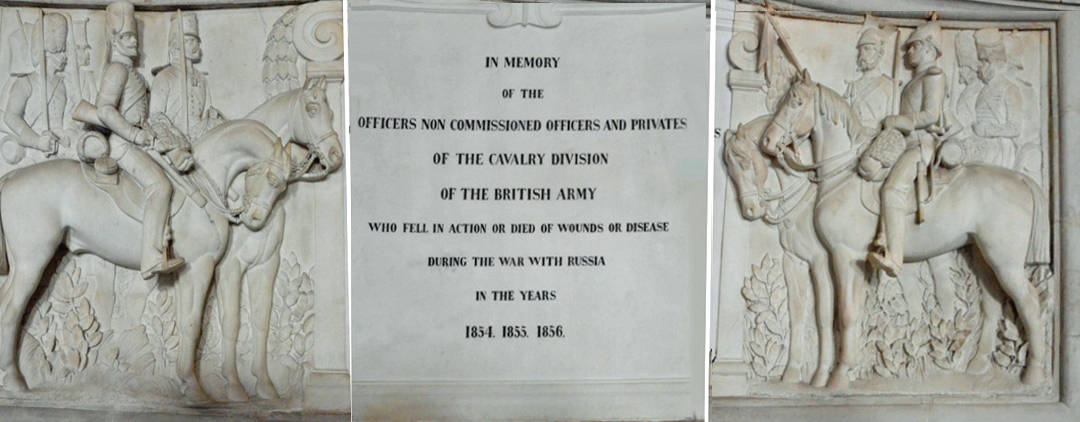 IN MEMORY
OF THE
OFFICERS NON COMMISSIONED OFFICERS AND PRIVATES
OF THE CAVALRY DIVISION
OF THE BRITISH ARMY
WHO FELL IN ACTION OR DIED OF WOUNDS OR DISEASE
DURING THE WAR WITH RUSSIA
IN THE YEARS
1854. 1855. 1856.